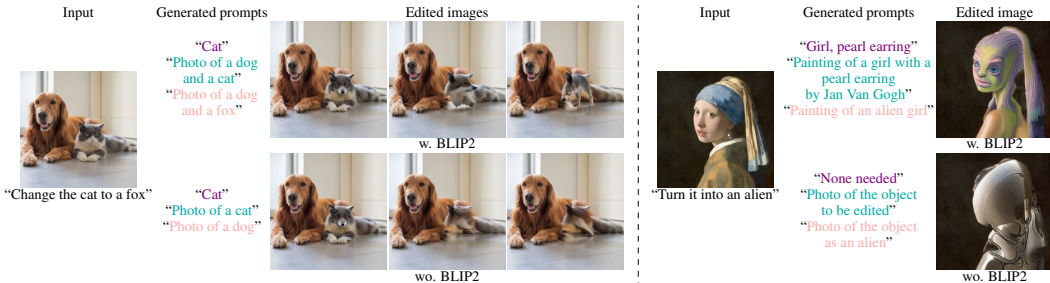 Input
Generated prompts
Edited images
“Cat”
“Photo of a dog
and a cat”
“Photo of a dog
and a fox”
w. BLIP2
“Change the cat to a fox”
“Cat”
“Photo of a cat”
“Photo of a dog”
wo. BLIP2
Input
Generated prompts
Edited image
“Girl, pearl earring”
“Painting of a girl with a
pearl earring
by Jan Van Gogh”
“Painting of an alien girl”
w. BLIP2
“Turn it into an alien”
“None needed”
“Photo of the object
to be edited”
“Photo of the object
as an alien”
wo. BLIP2